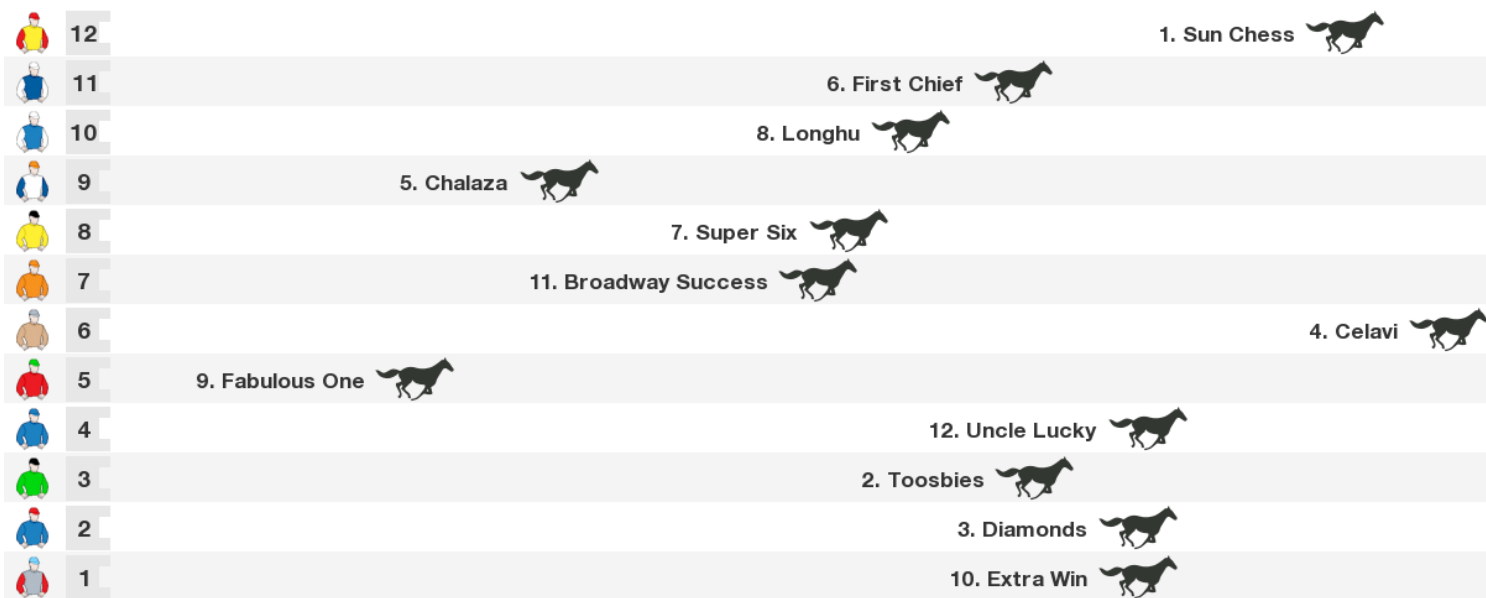 12 1. Sun Chess
11 6. First Chief
10 8. Longhu
9 5. Chalaza
8 7. Super Six
7 11. Broadway Success
6 4. Celavi
5 9. Fabulous One
4 12. Uncle Lucky
3 2. Toosbies
2 3. Diamonds
1 10. Extra Win